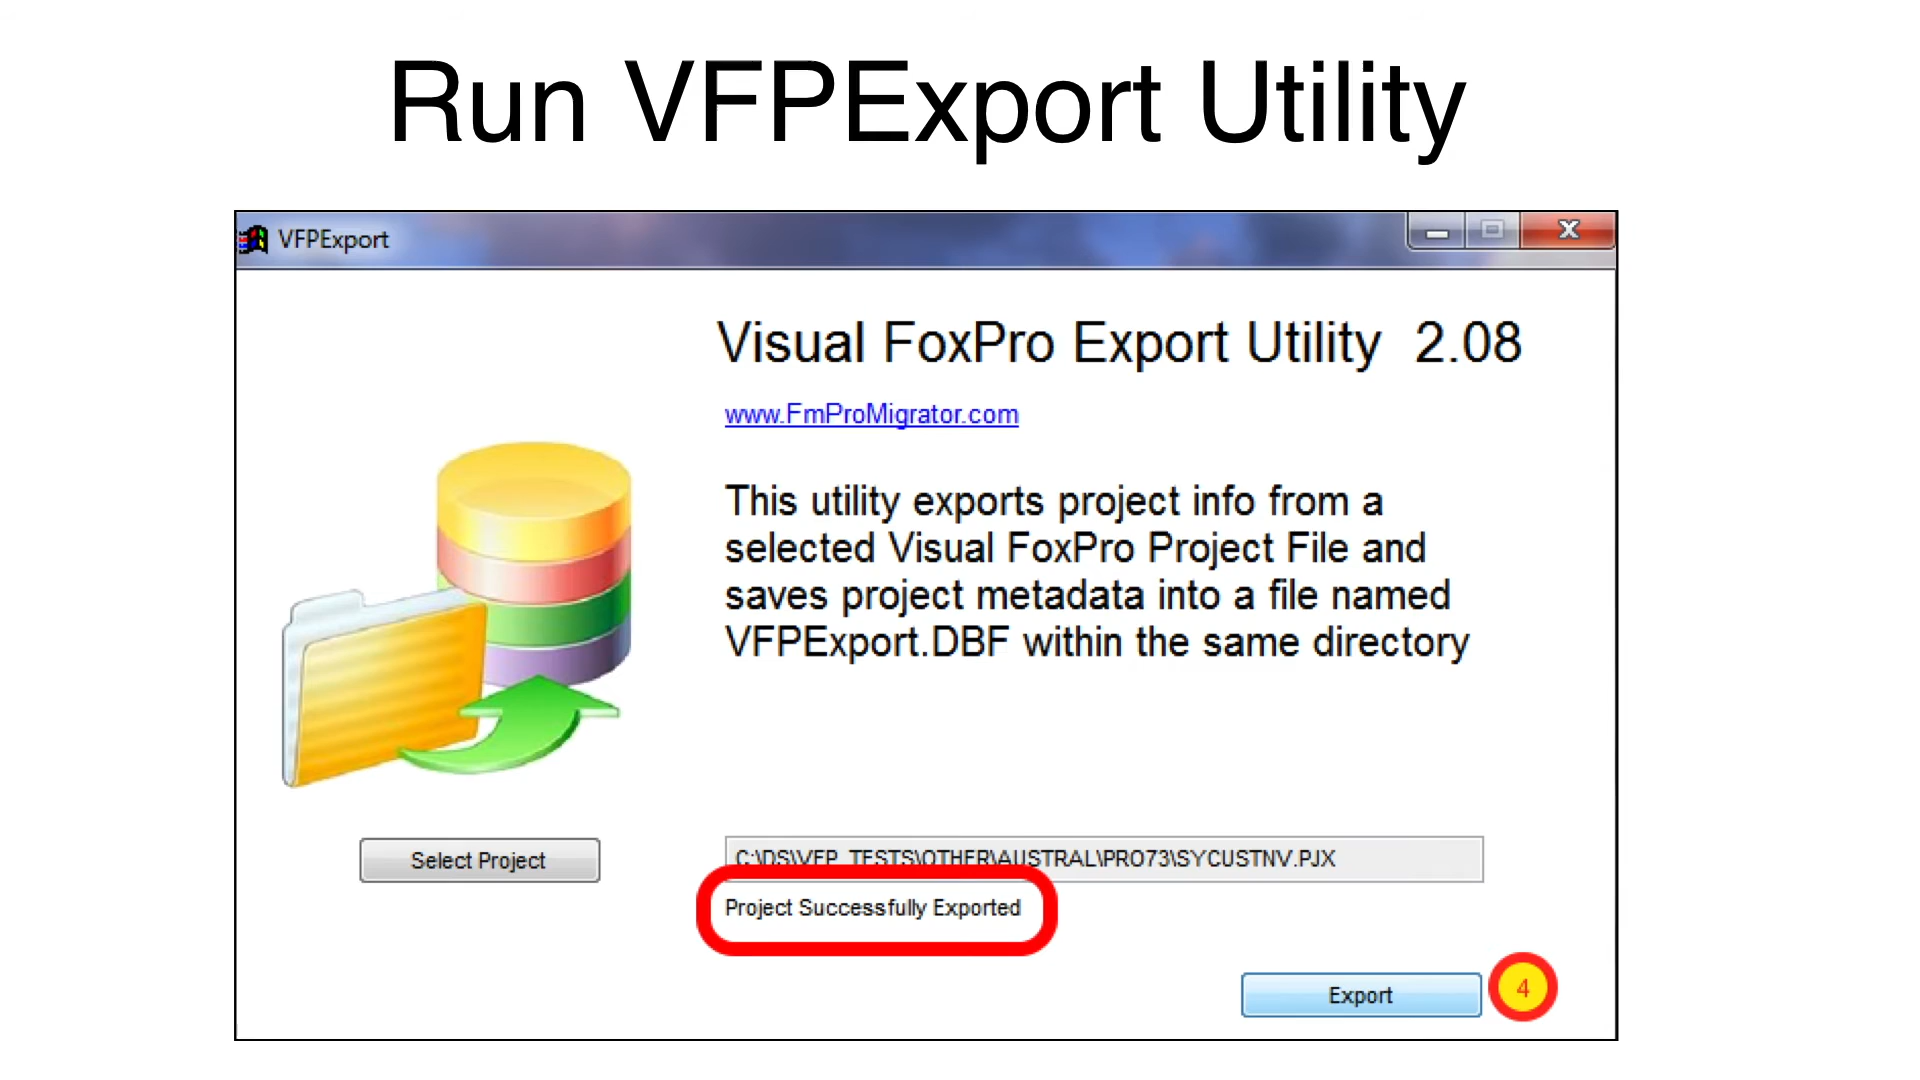 Run VFPExport Utility
VFPExport
Visual FoxPro Export Utility 2.08
www.FmProMigrator.com
This utility exports project info from a
selected Visual FoxPro Project File and
saves project metadata into a file named
VFPExport.DBF within the same directory
Select Project
C:\DS\VFP_TESTS\OTHER\AUSTRAL\PRO73\SYCUSTNV.PJX
Project Successfully Exported
Export
4